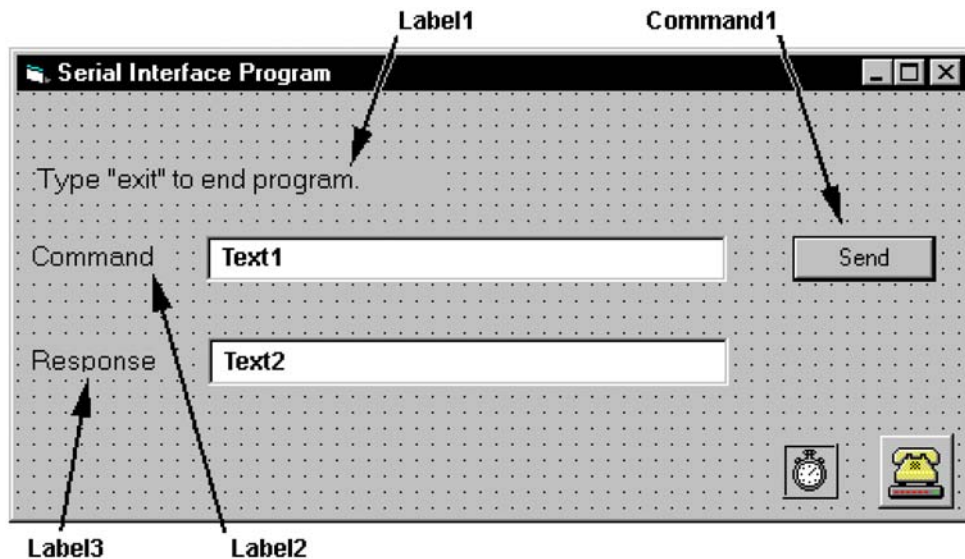 Label1 Command1
Serial Interface Program
Type "exit" to end program.
Command Text1 Send
Response Text2
Label3 Label2